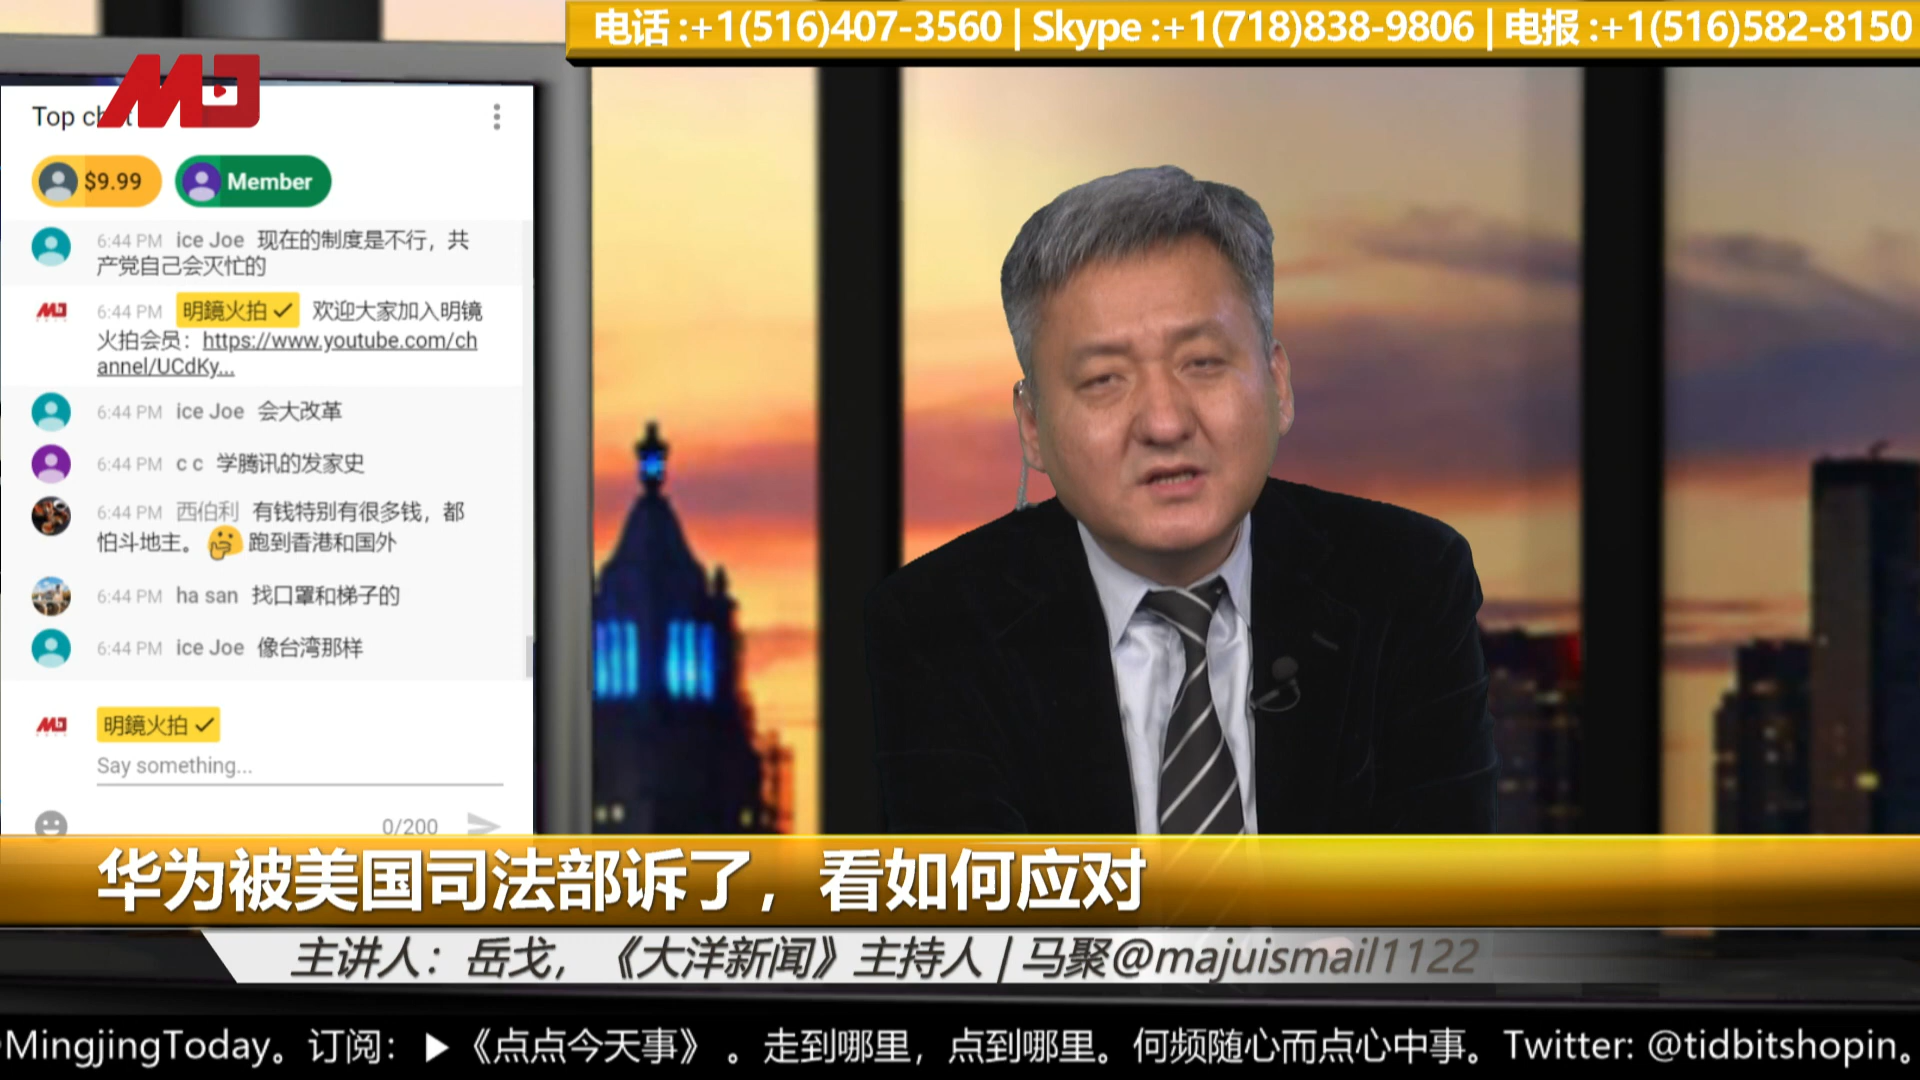 电话 :+1(516)407-3560 | Skype :+1(718)838-9806 | 电报 :+1(516)582-8150
Top chat
$9.99
Member
6:44 PM ice Joe 现在的制度是不行，共
产党自己会灭忙的
6:44 PM 明鏡火拍 ✓ 欢迎大家加入明镜
火拍会员：https://www.youtube.com/ch
annel/UCdKy...
6:44 PM ice Joe 会大改革
6:44 PM c c 学腾讯的发家史
6:44 PM 西伯利 有钱特别有很多钱，都
怕斗地主。🤔跑到香港和国外
6:44 PM ha san 找口罩和梯子的
6:44 PM ice Joe 像台湾那样
明鏡火拍 ✓
Say something...
0/200
华为被美国司法部诉了，看如何应对
主讲人：岳戈，《大洋新闻》主持人 | 马聚@majuismail1122
MingjingToday。订阅：▶《点点今天事》 。走到哪里，点到哪里。何频随心而点心中事。Twitter: @tidbitshopin。